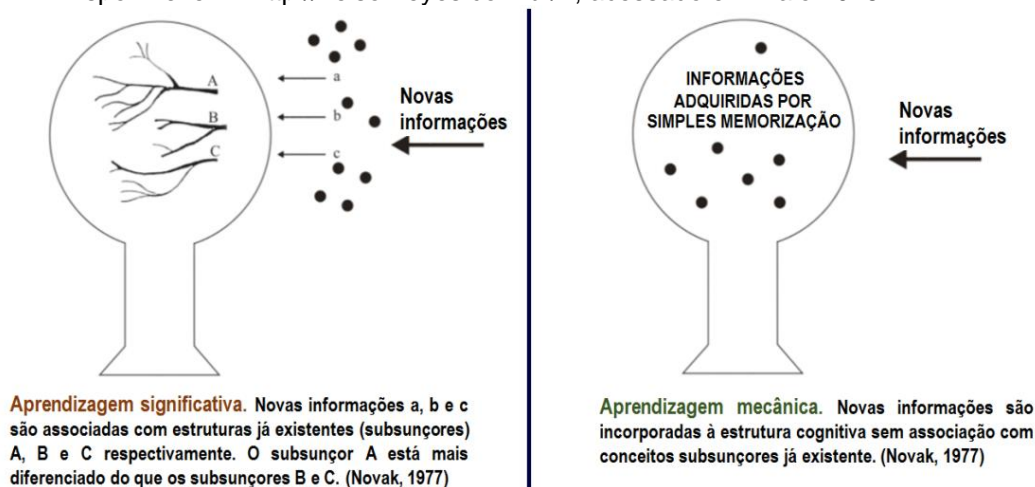 acessado em
A
B
C
a
b
c
Novas
informações
Aprendizagem significativa. Novas informações a, b e c
são associadas com estruturas já existentes (subsunçores)
A, B e C respectivamente. O subsunçor A está mais
diferenciado do que os subsunçores B e C. (Novak, 1977)
INFORMAÇÕES
ADQUIRIDAS POR
SIMPLES MEMORIZAÇÃO
Novas
informações
Aprendizagem mecânica. Novas informações são
incorporadas à estrutura cognitiva sem associação com
conceitos subsunçores já existente. (Novak, 1977)